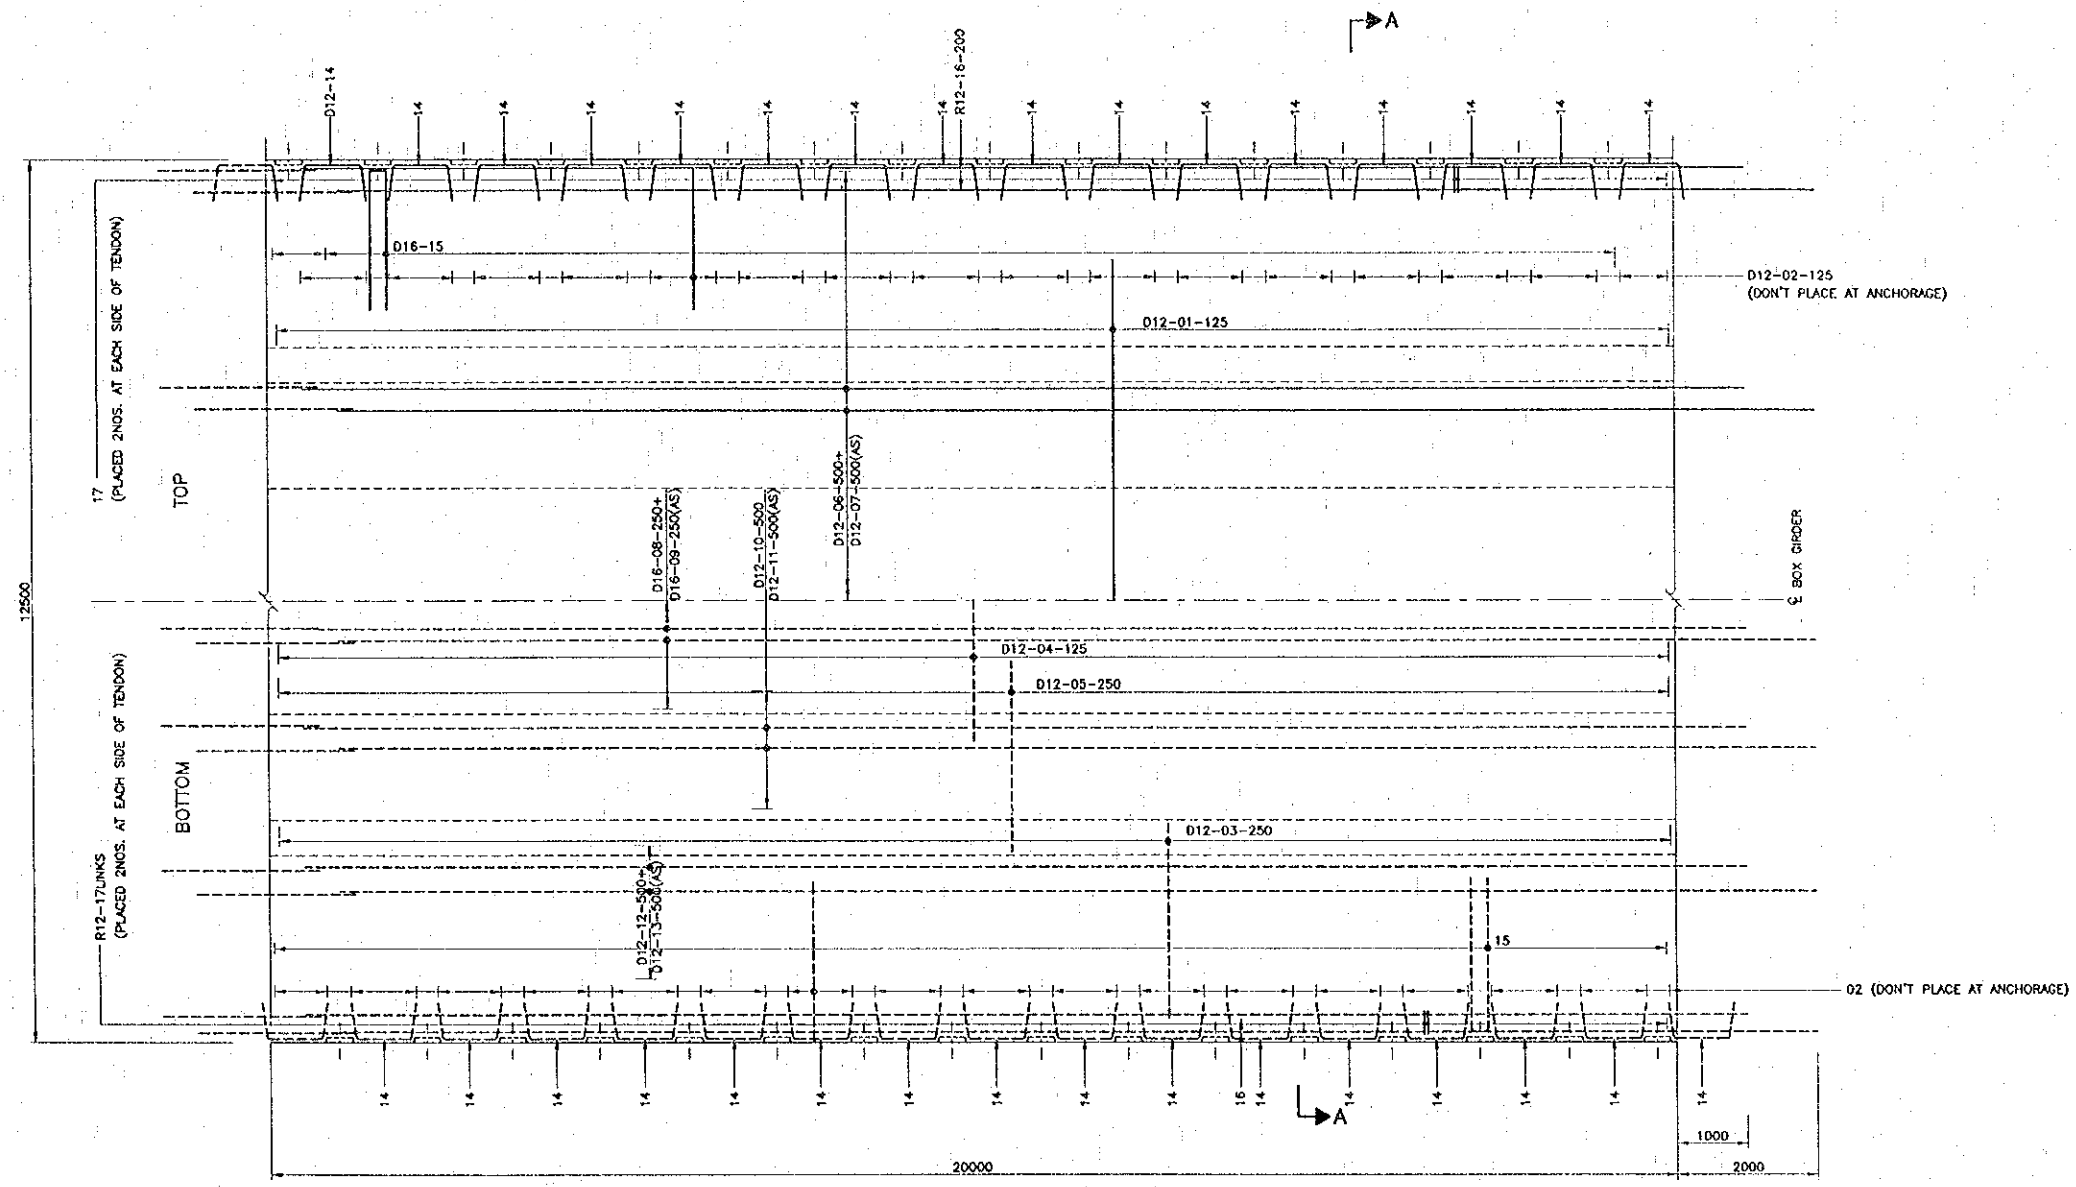 A
D12-14
14
14
14
14
14
14
14
R12-16-200
14
14
14
14
14
14
14
14
D16-15
D12-02-125
(DON'T PLACE AT ANCHORAGE)
D12-01-125
17
(PLACED 2NOS. AT EACH SIDE OF TENDON)
TOP
D16-08-250+
D16-09-250(AS)
D12-10-500
D12-11-500(AS)
D12-06-500+
D12-07-500(AS)
℄ BOX GIRDER
12500
D12-04-125
D12-05-250
R12-17LINKS
(PLACED 2NOS. AT EACH SIDE OF TENDON)
BOTTOM
D12-03-250
D12-12-500+
D12-13-500(AS)
15
02 (DON'T PLACE AT ANCHORAGE)
14
14
14
14
14
14
14
14
14
14
16
14
14
14
14
14
14
A
1000
20000
2000